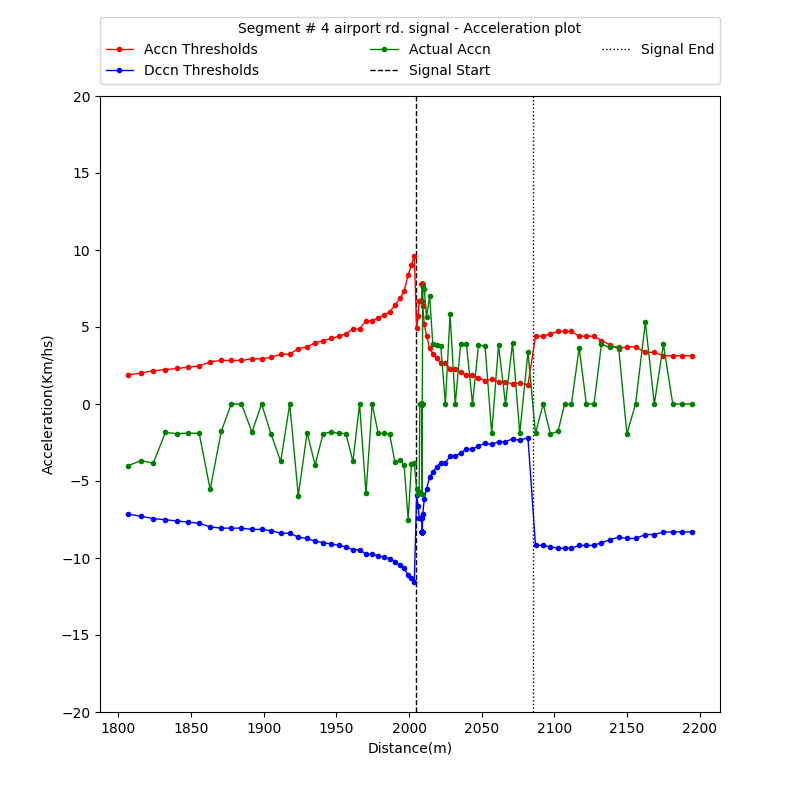 Segment # 4 airport rd. signal - Acceleration plot
Accn Thresholds Actual Accn Signal End
Dccn Thresholds Signal Start
20
15
10
5
0
−5
−10
−15
−20
Acceleration(Km/hs)
1800 1850 1900 1950 2000 2050 2100 2150 2200
Distance(m)